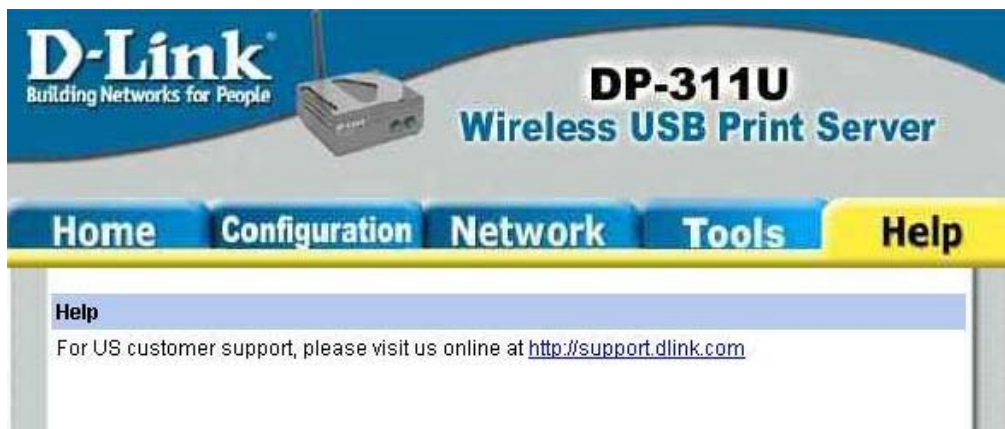 D-Link
Building Networks for People
DP-311U
Wireless USB Print Server
Home Configuration Network Tools Help
Help
For US customer support, please visit us online at http://support.dlink.com